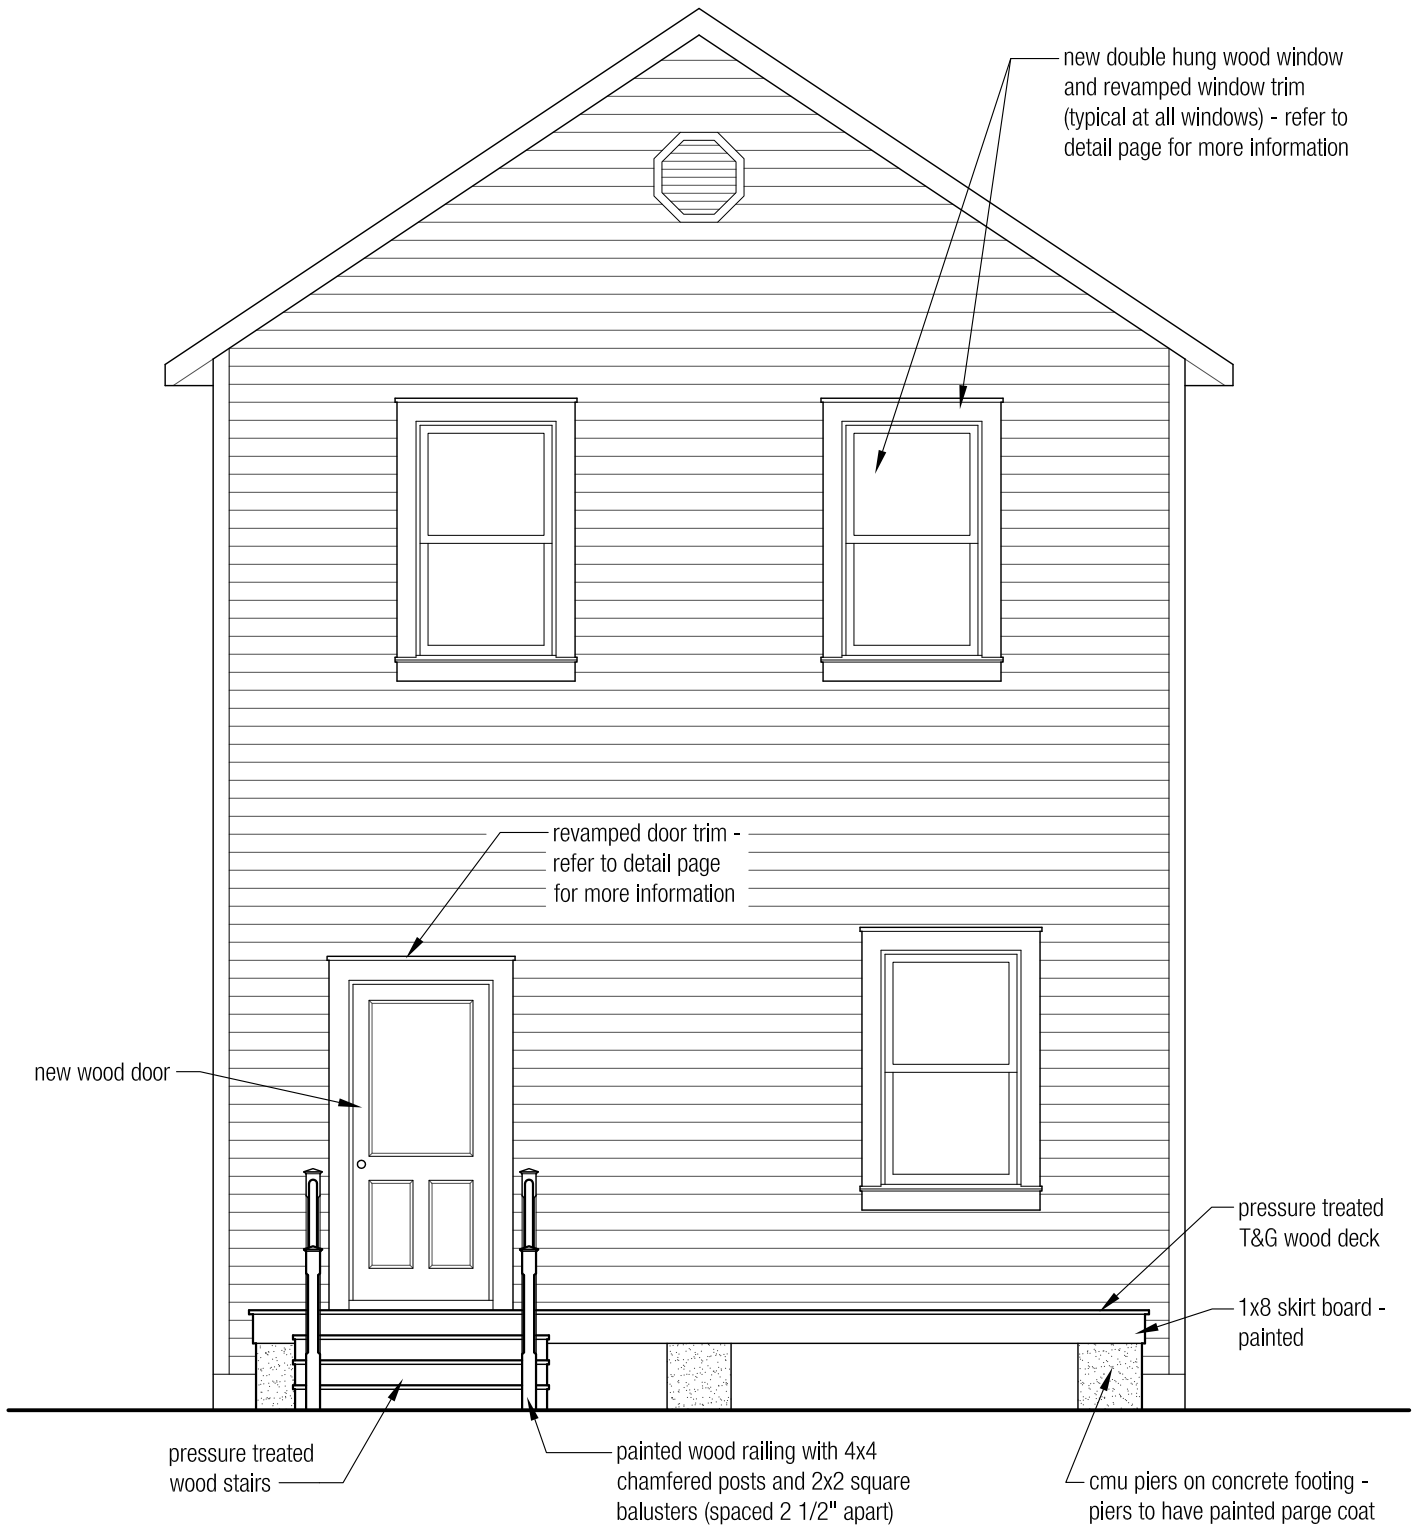 new double hung wood window
and revamped window trim
(typical at all windows) - refer to
detail page for more information
revamped door trim -
refer to detail page
for more information
new wood door
pressure treated
T&G wood deck
1x8 skirt board -
painted
pressure treated
wood stairs
painted wood railing with 4x4
chamfered posts and 2x2 square
balusters (spaced 2 1/2" apart)
cmu piers on concrete footing -
piers to have painted parge coat